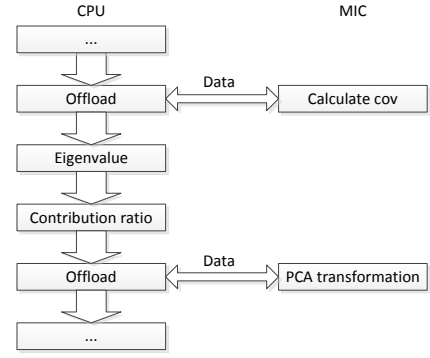 CPU MIC
...
Data
Offload Calculate cov
Eigenvalue
Contribution ratio
Data
Offload PCA transformation
...